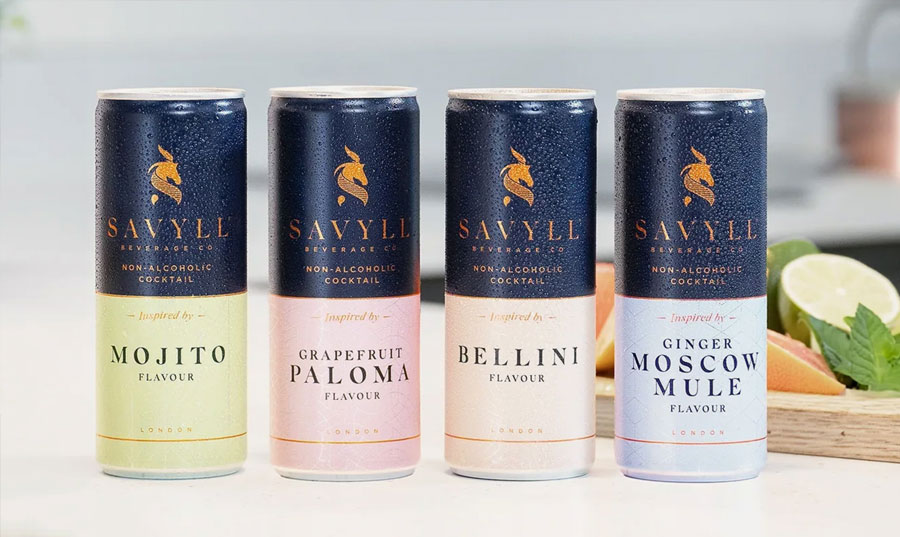 SAVYLL
BEVERAGE CO
NON-ALCOHOLIC
COCKTAIL
Inspired by
MOJITO
FLAVOUR
LONDON
SAVYLL
BEVERAGE CO
NON-ALCOHOLIC
COCKTAIL
Inspired by
GRAPEFRUIT
PALOMA
FLAVOUR
LONDON
SAVYLL
BEVERAGE CO
NON-ALCOHOLIC
COCKTAIL
Inspired by
BELLINI
FLAVOUR
LONDON
SAVYLL
BEVERAGE CO
NON-ALCOHOLIC
COCKTAIL
Inspired by
GINGER
MOSCOW
MULE
FLAVOUR
LONDON